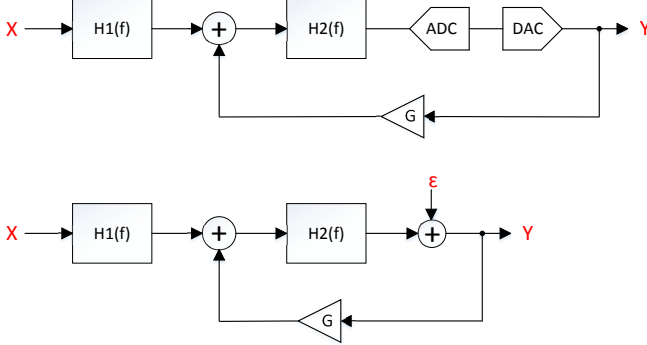 X H1(f) + H2(f) ADC DAC Y
G
ε
X H1(f) + H2(f) + Y
G